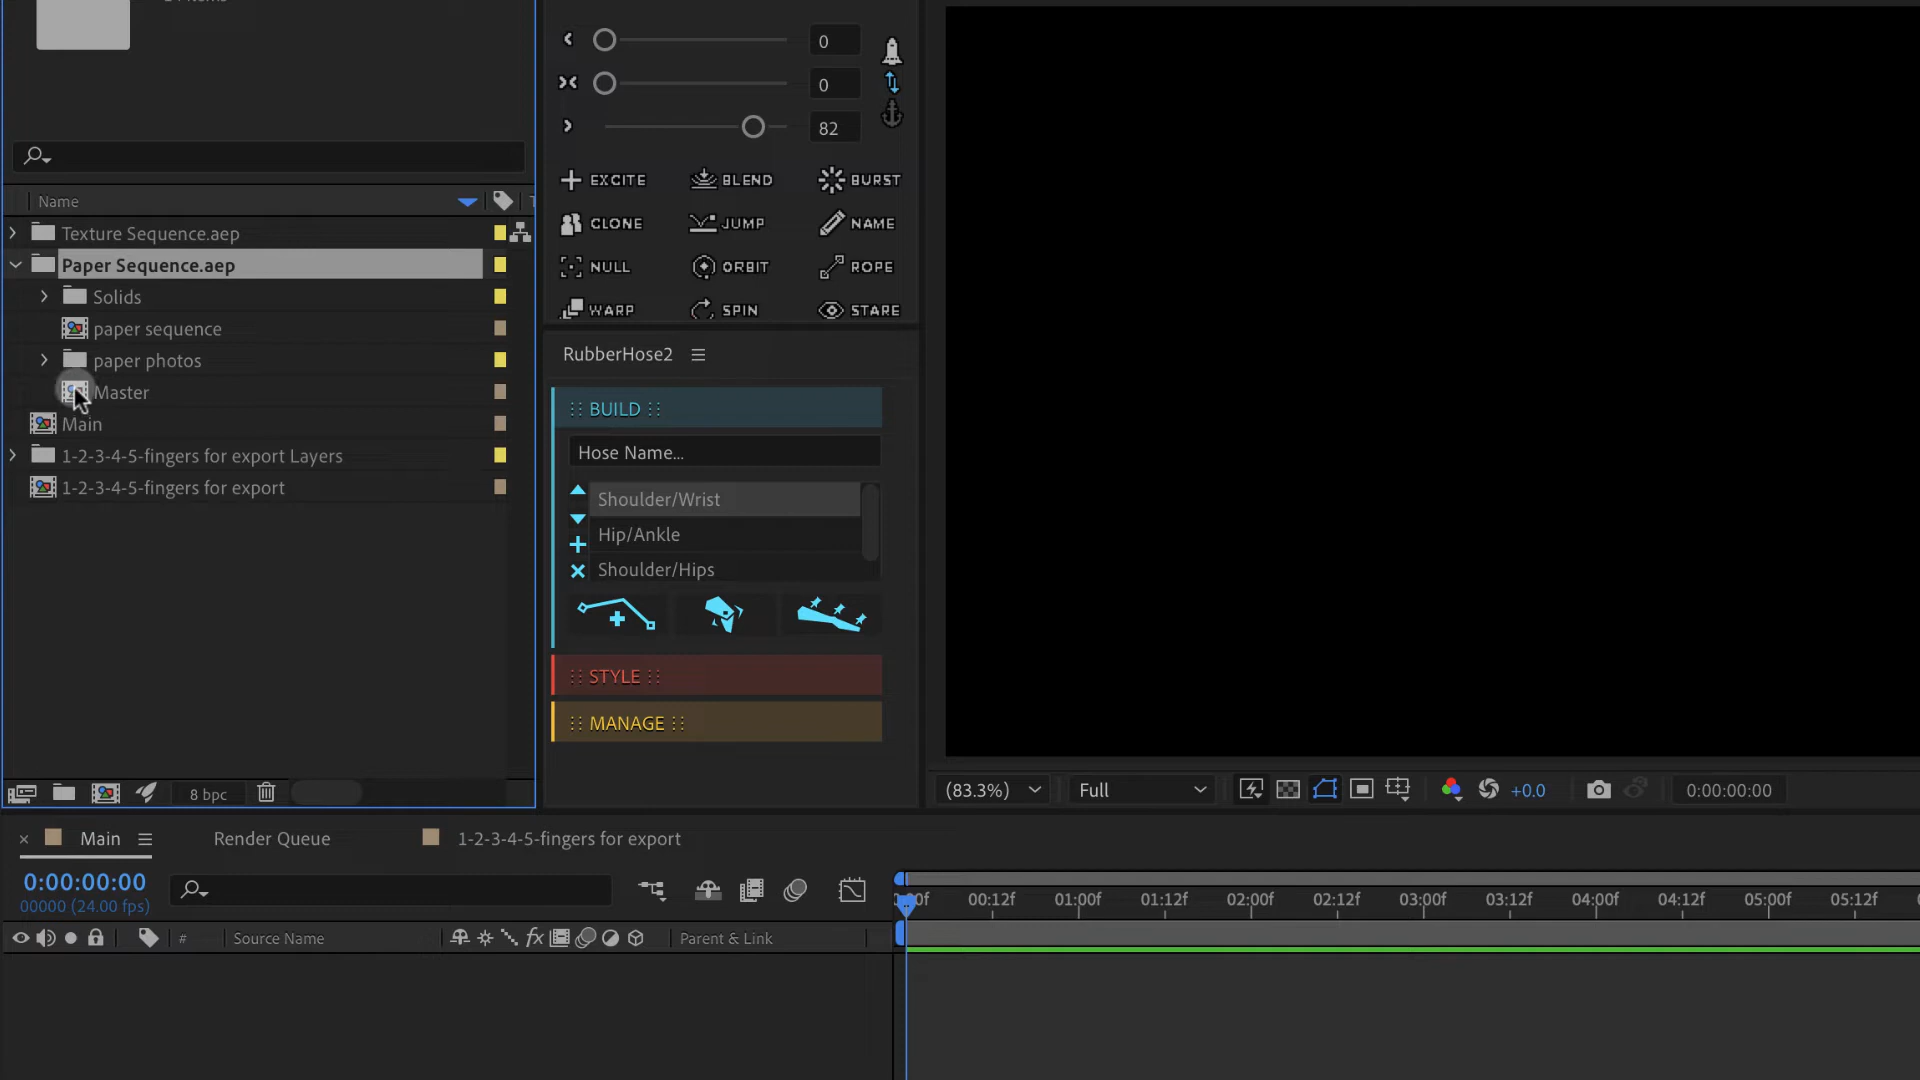 0
0
82
EXCITE BLEND BURST
CLONE JUMP NAME
NULL ORBIT ROPE
WARP SPIN STARE
Name
Texture Sequence.aep
Paper Sequence.aep
Solids
paper sequence
paper photos
Master
Main
1-2-3-4-5-fingers for export Layers
1-2-3-4-5-fingers for export
8 bpc
RubberHose2
:: BUILD ::
Hose Name...
Shoulder/Wrist
Hip/Ankle
Shoulder/Hips
:: STYLE ::
:: MANAGE ::
(83.3%) Full +0.0 0:00:00:00
Main Render Queue 1-2-3-4-5-fingers for export
0:00:00:00
00000 (24.00 fps)
# Source Name fx Parent & Link
00:12f 01:00f 01:12f 02:00f 02:12f 03:00f 03:12f 04:00f 04:12f 05:00f 05:12f